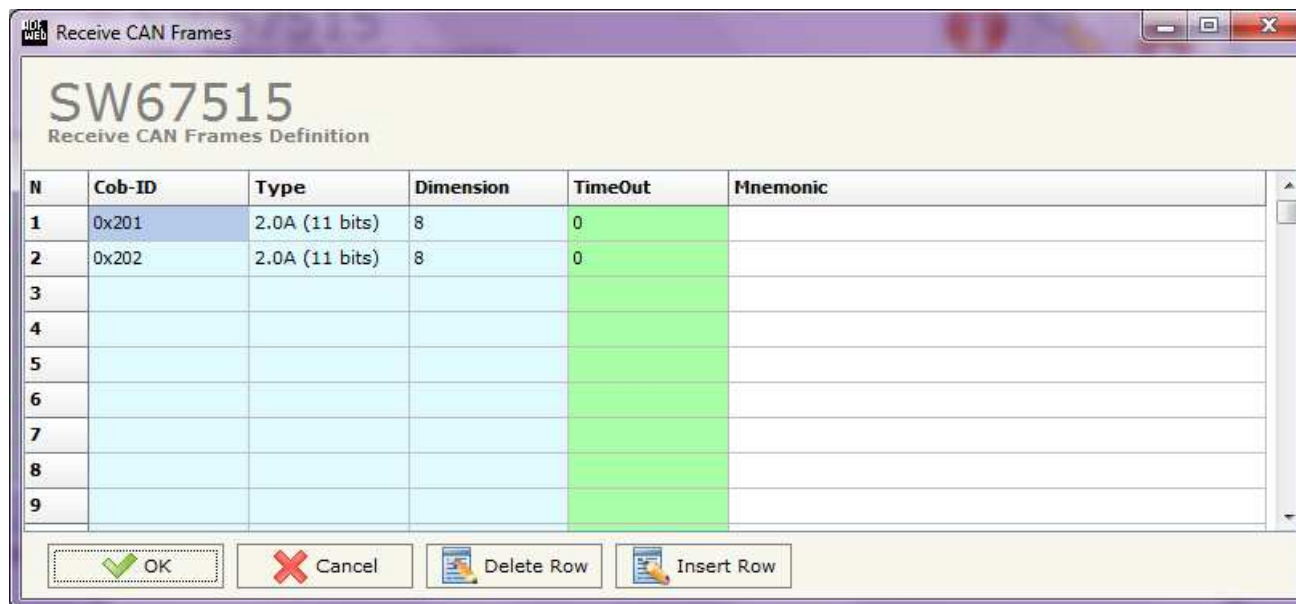 ADF WEB Receive CAN Frames
SW67515
Receive CAN Frames Definition
N Cob-ID Type Dimension TimeOut Mnemonic
1 0x201 2.0A (11 bits) 8 0
2 0x202 2.0A (11 bits) 8 0
3
4
5
6
7
8
9
OK Cancel Delete Row Insert Row